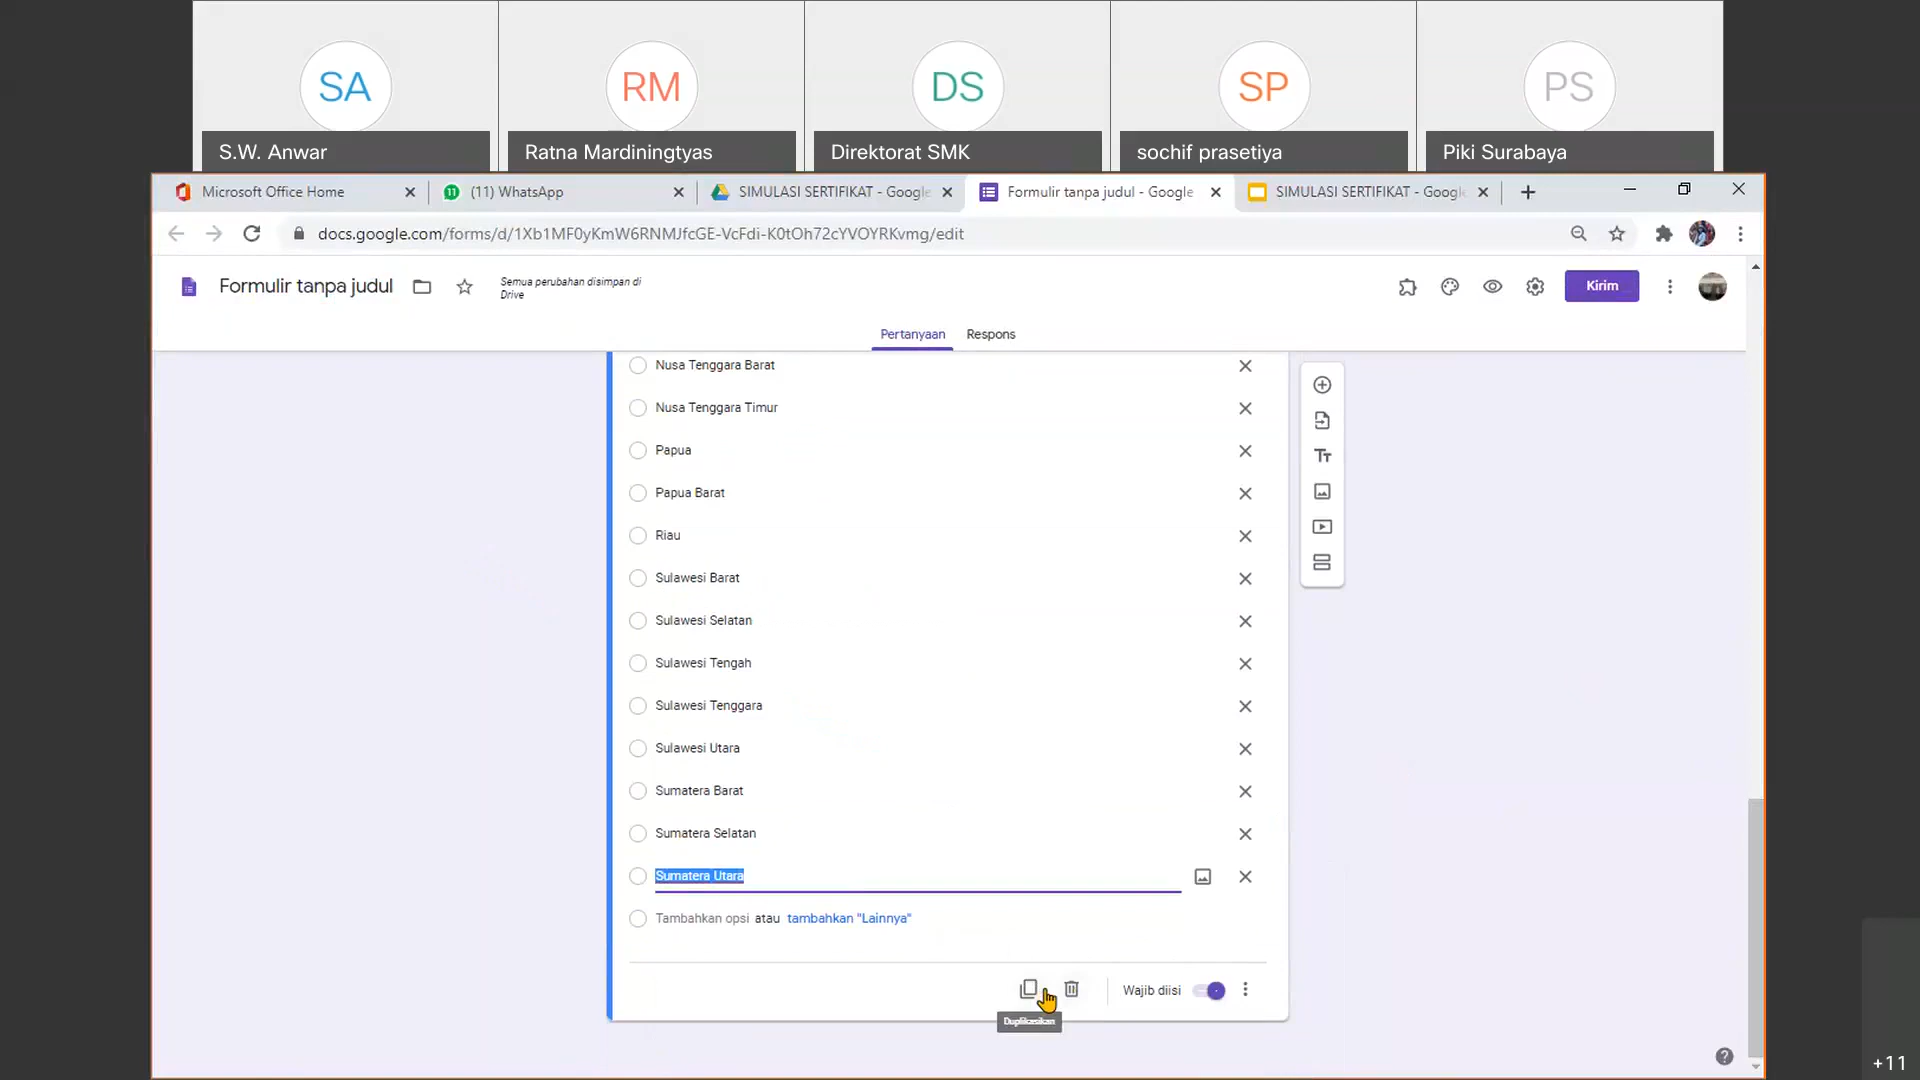 SA
RM
DS
SP
PS
S.W. Anwar
Ratna Mardiningtyas
Direktorat SMK
sochif prasetiya
Piki Surabaya
Microsoft Office Home
11 (11) WhatsApp
SIMULASI SERTIFIKAT - Google
Formulir tanpa judul - Google
SIMULASI SERTIFIKAT - Google
docs.google.com/forms/d/1Xb1MF0yKmW6RNMJfcGE-VcFdi-K0tOh72cYVOYRKvmg/edit
Formulir tanpa judul
Semua perubahan disimpan di
Drive
Kirim
Pertanyaan
Respons
Nusa Tenggara Barat
Nusa Tenggara Timur
Papua
Papua Barat
Riau
Sulawesi Barat
Sulawesi Selatan
Sulawesi Tengah
Sulawesi Tenggara
Sulawesi Utara
Sumatera Barat
Sumatera Selatan
Sumatera Utara
Tambahkan opsi atau tambahkan "Lainnya"
Wajib diisi
Duplikasikan
+11